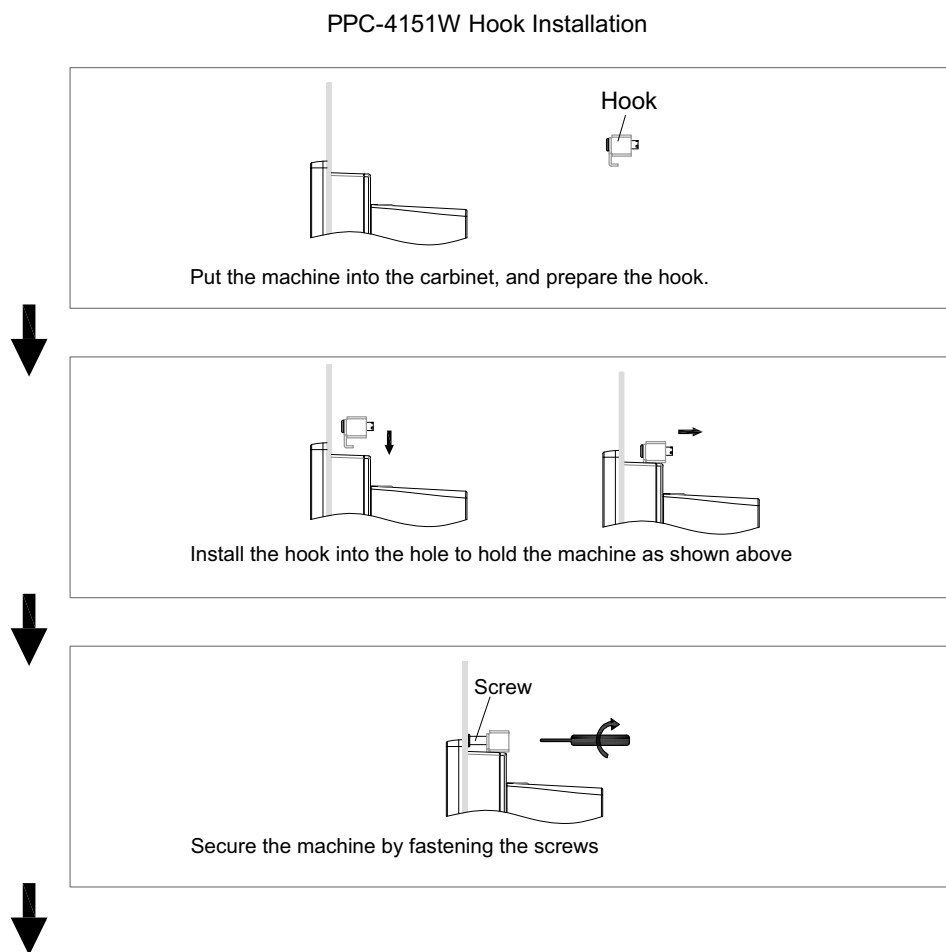 PPC-4151W Hook Installation
Hook
Put the machine into the carbinet, and prepare the hook.
Install the hook into the hole to hold the machine as shown above
Screw
Secure the machine by fastening the screws